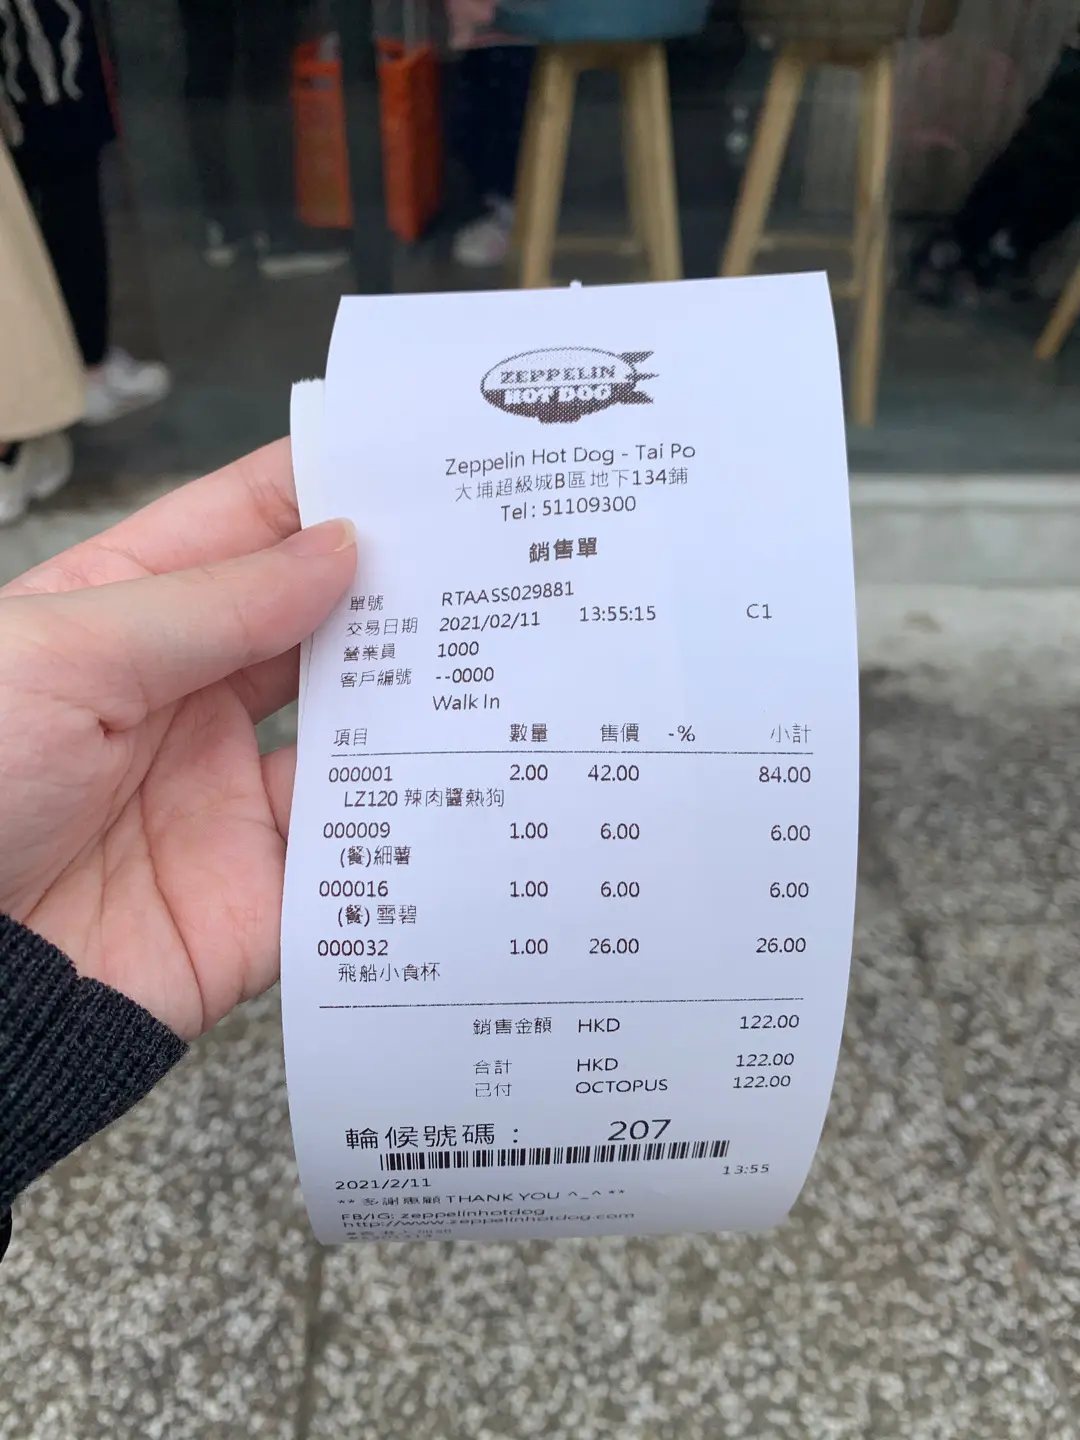 ZEPPELIN
HOT DOG
Zeppelin Hot Dog - Tai Po
大埔超級城B區地下134鋪
Tel: 51109300
銷售單
單號 RTAASS029881
交易日期 2021/02/11 13:55:15 C1
營業員 1000
客戶編號 --0000
Walk In
項目 數量 售價 -% 小計
000001 2.00 42.00 84.00
LZ120 辣肉醬熱狗
000009 1.00 6.00 6.00
(餐)細薯
000016 1.00 6.00 6.00
(餐)雪碧
000032 1.00 26.00 26.00
飛船小食杯
銷售金額 HKD 122.00
合計 HKD 122.00
已付 OCTOPUS 122.00
輪候號碼: 207
2021/2/11 13:55
** 多謝惠顧 THANK YOU ^_^ **
FB/IG: zeppelinhotdog
http://www.zeppelinhotdog.com